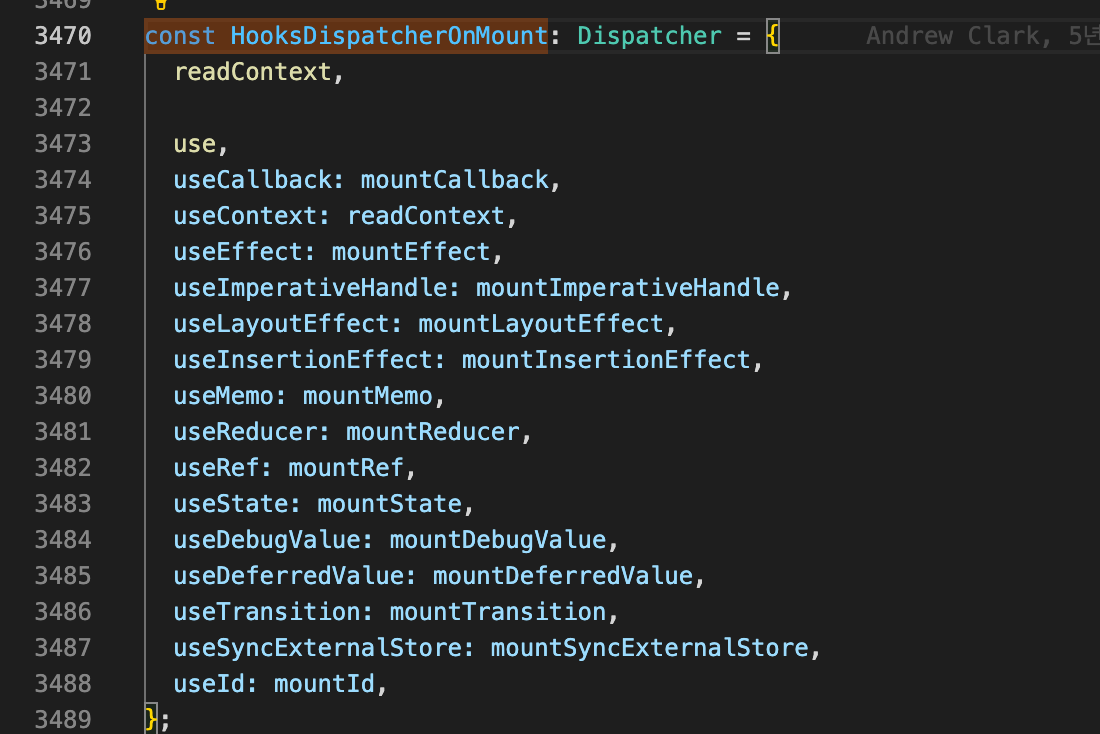 3469
3470 const HooksDispatcherOnMount: Dispatcher = { Andrew Clark, 5년
3471 readContext,
3472
3473 use,
3474 useCallback: mountCallback,
3475 useContext: readContext,
3476 useEffect: mountEffect,
3477 useImperativeHandle: mountImperativeHandle,
3478 useLayoutEffect: mountLayoutEffect,
3479 useInsertionEffect: mountInsertionEffect,
3480 useMemo: mountMemo,
3481 useReducer: mountReducer,
3482 useRef: mountRef,
3483 useState: mountState,
3484 useDebugValue: mountDebugValue,
3485 useDeferredValue: mountDeferredValue,
3486 useTransition: mountTransition,
3487 useSyncExternalStore: mountSyncExternalStore,
3488 useId: mountId,
3489 };